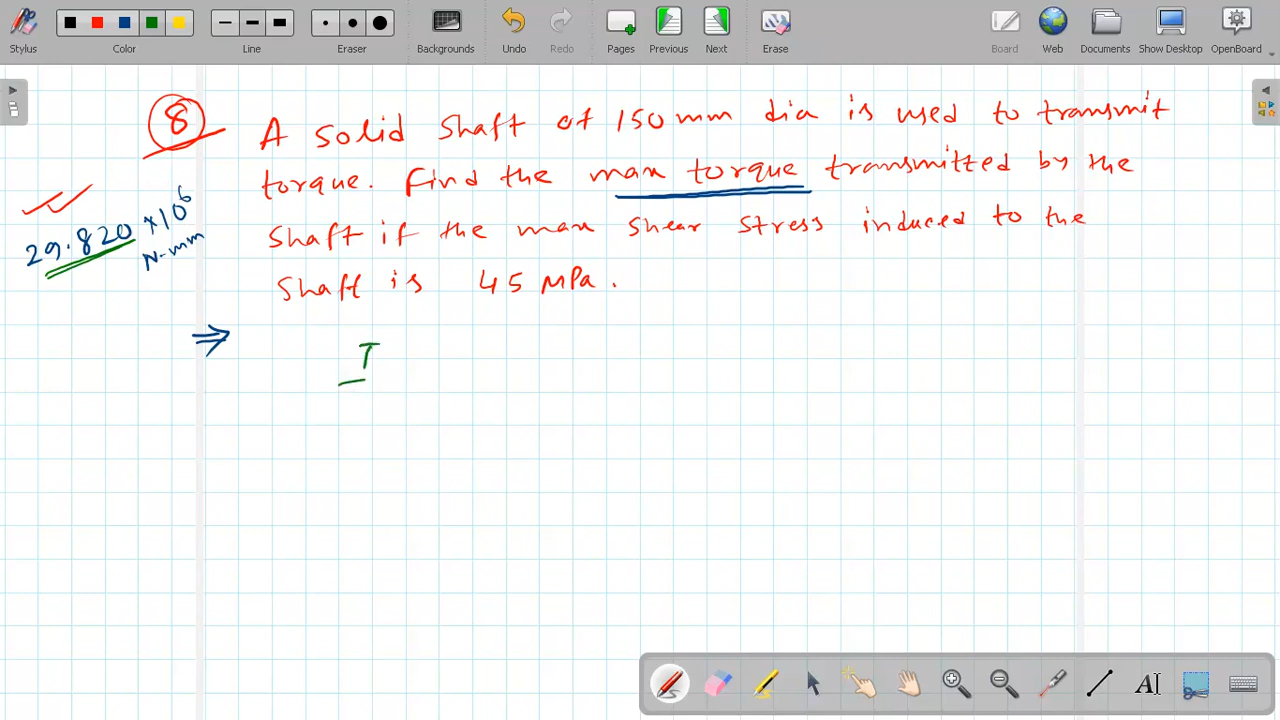 Stylus
Color
Line
Eraser
Backgrounds
Undo
Redo
Pages
Previous
Next
Erase
Board
Web
Documents
Show Desktop
OpenBoard
8
A solid shaft of 150mm dia is used to transmit
torque. Find the max torque transmitted by the
shaft if the max shear stress induced to the
shaft is 45 MPa.
29.820 ×10⁶
N-mm
⇒
T
AI